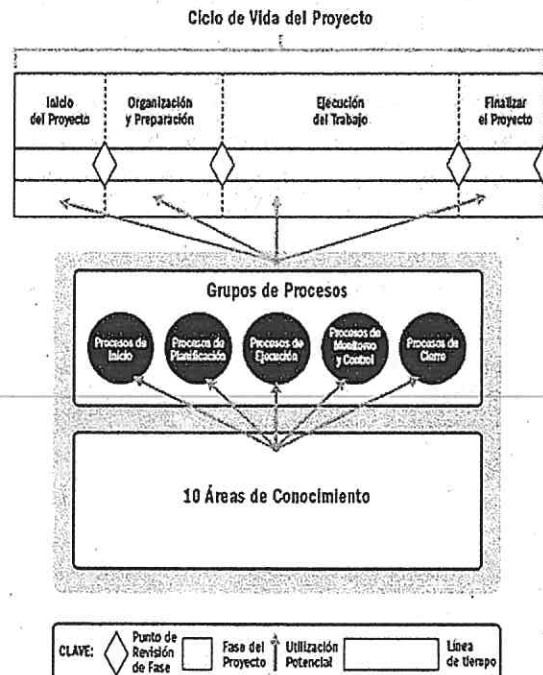 Ciclo de Vida del Proyecto
Inicio
del Proyecto
Organización
y Preparación
Ejecución
del Trabajo
Finalizar
el Proyecto
Grupos de Procesos
Procesos de
Inicio
Procesos de
Planificación
Procesos de
Ejecución
Procesos de
Monitoreo
y Control
Procesos de
Cierre
10 Áreas de Conocimiento
CLAVE:
Punto de
Revisión
de Fase
Fase del
Proyecto
Utilización
Potencial
Línea
de tiempo